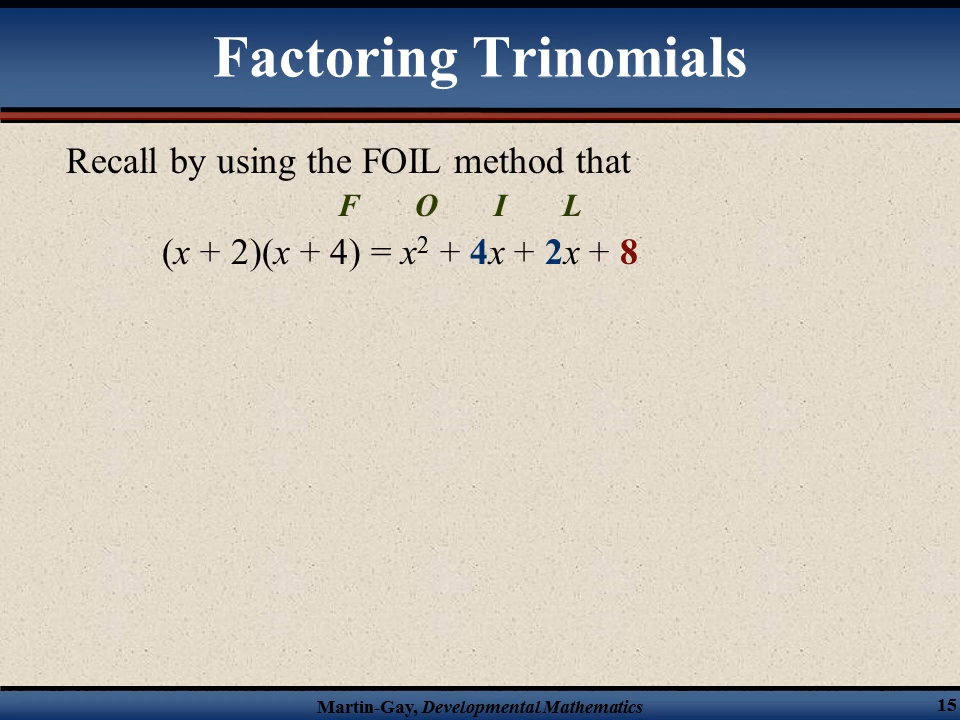 Factoring Trinomials
Recall by using the FOIL method that
F O I L
(x + 2)(x + 4) = x² + 4x + 2x + 8
Martin-Gay, Developmental Mathematics 15